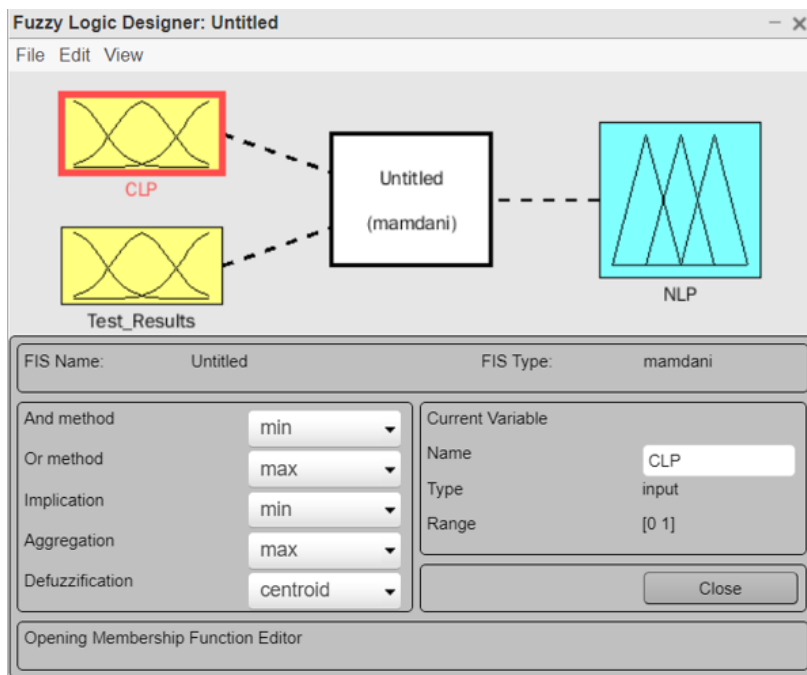 Fuzzy Logic Designer: Untitled
File Edit View
CLP
Untitled
(mamdani)
Test_Results
NLP
FIS Name: Untitled FIS Type: mamdani
And method min
Or method max
Implication min
Aggregation max
Defuzzification centroid
Current Variable
Name CLP
Type input
Range [0 1]
Close
Opening Membership Function Editor